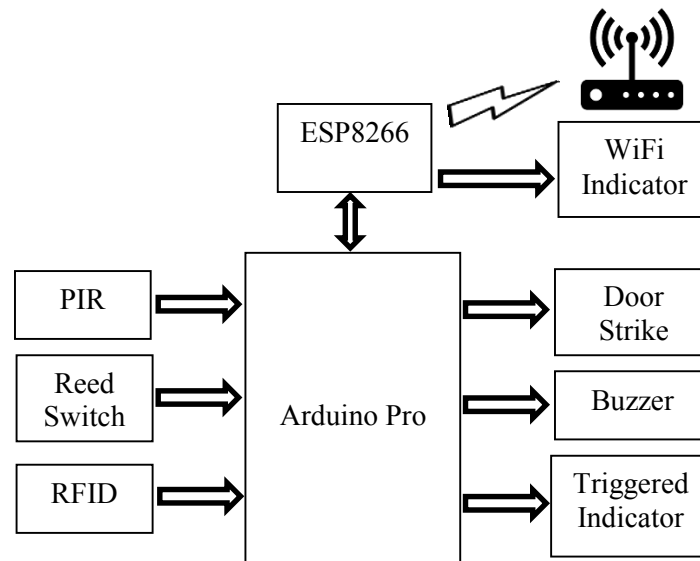 ESP8266
WiFi
Indicator
PIR
Reed
Switch
RFID
Arduino Pro
Door
Strike
Buzzer
Triggered
Indicator